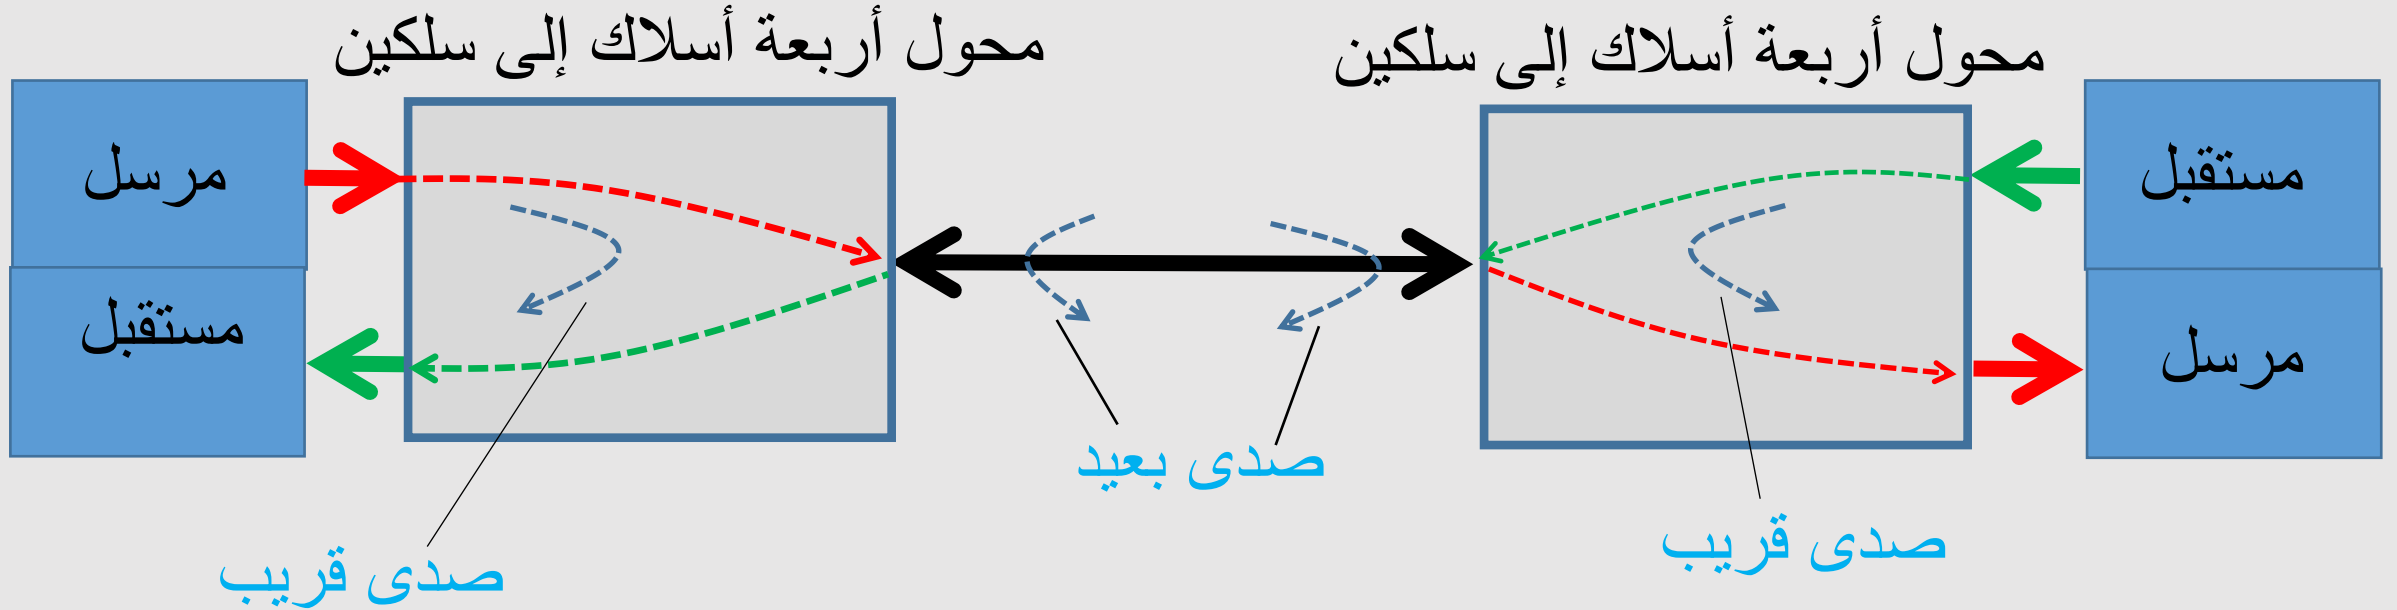 محول أربعة أسلاك إلى سلكين
محول أربعة أسلاك إلى سلكين
مستقبل
مرسل
مرسل
مستقبل
صدى بعيد
صدى قريب
صدى قريب